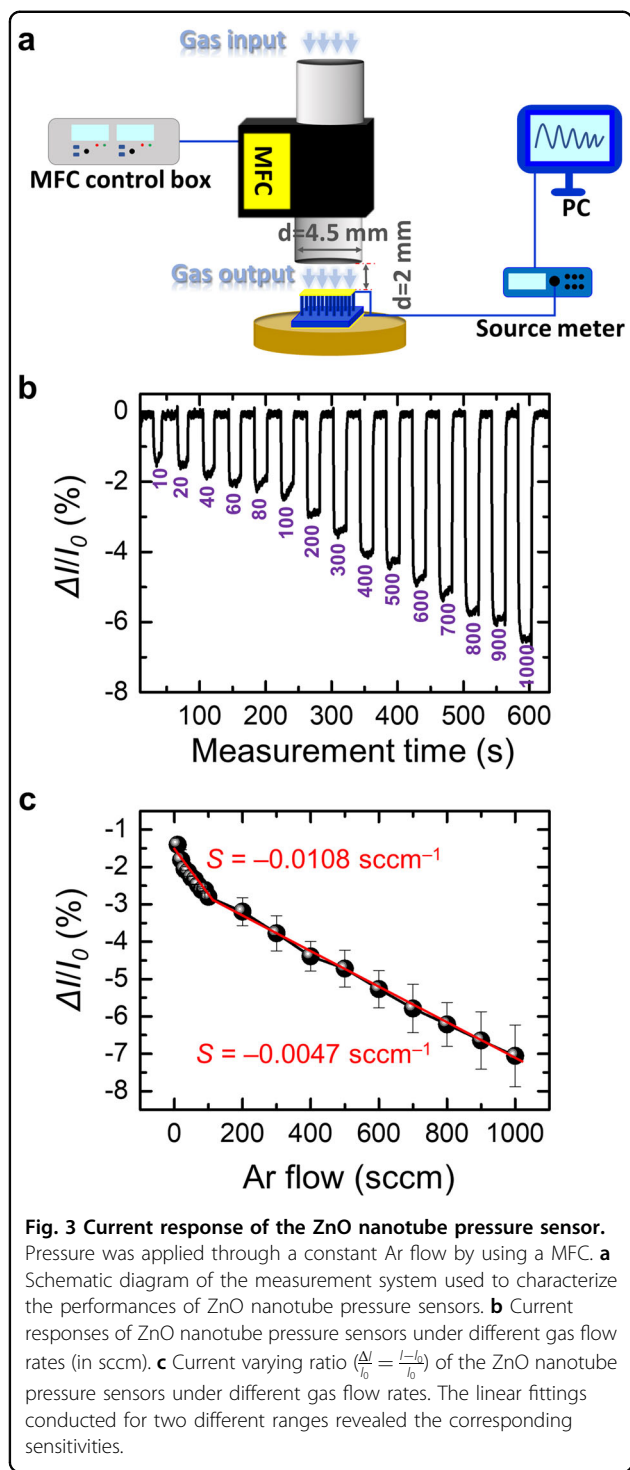 a
Gas input
MFC
MFC control box
PC
d=4.5 mm
d=2 mm
Gas output
Source meter
b
0
-2
-4
-6
-8
ΔI/I₀ (%)
10
20
40
60
80
100
200
300
400
500
600
700
800
900
1000
100 200 300 400 500 600
Measurement time (s)
c
-1
-2
-3
-4
-5
-6
-7
-8
ΔI/I₀ (%)
S = –0.0108 sccm⁻¹
S = –0.0047 sccm⁻¹
0 200 400 600 800 1000
Ar flow (sccm)
Fig. 3 Current response of the ZnO nanotube pressure sensor.
Pressure was applied through a constant Ar flow by using a MFC. a
Schematic diagram of the measurement system used to characterize
the performances of ZnO nanotube pressure sensors. b Current
responses of ZnO nanotube pressure sensors under different gas flow
rates (in sccm). c Current varying ratio (ΔI/I₀ = I−I₀/I₀) of the ZnO nanotube
pressure sensors under different gas flow rates. The linear fittings
conducted for two different ranges revealed the corresponding
sensitivities.